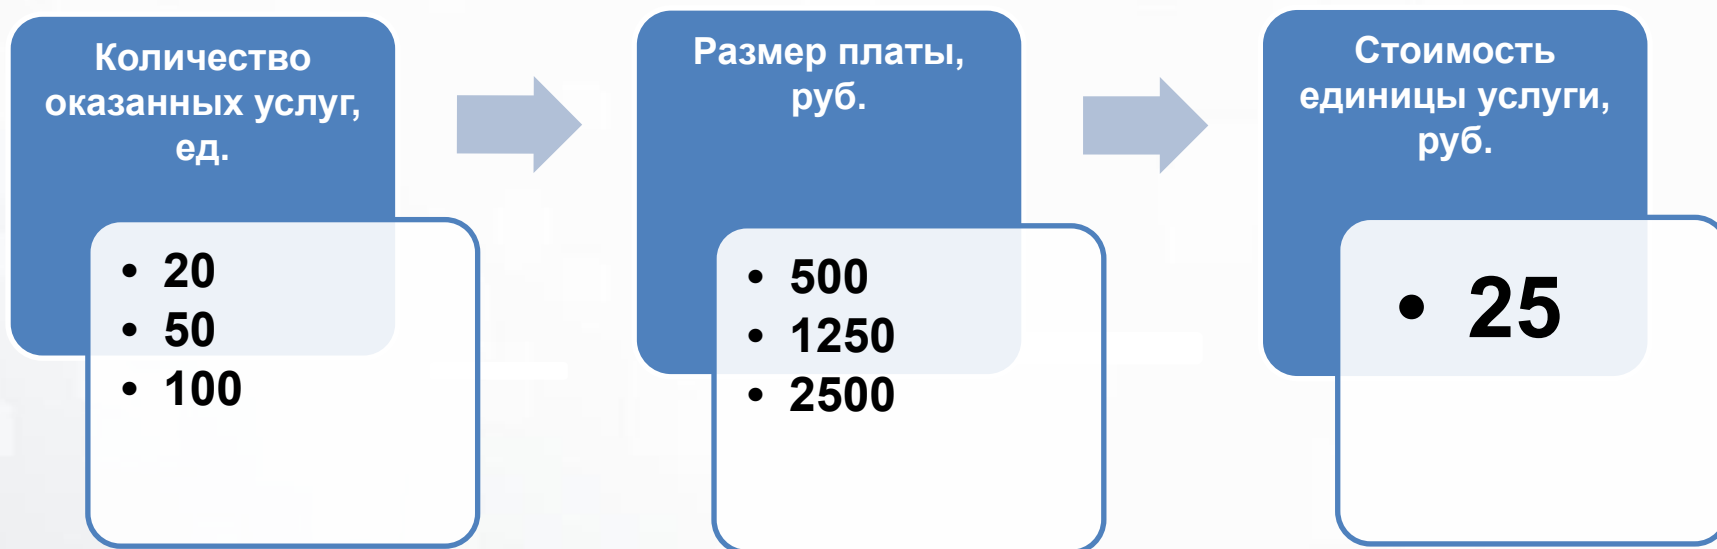 Количество
оказанных услуг,
ед.
• 20
• 50
• 100
Размер платы,
руб.
• 500
• 1250
• 2500
Стоимость
единицы услуги,
руб.
• 25